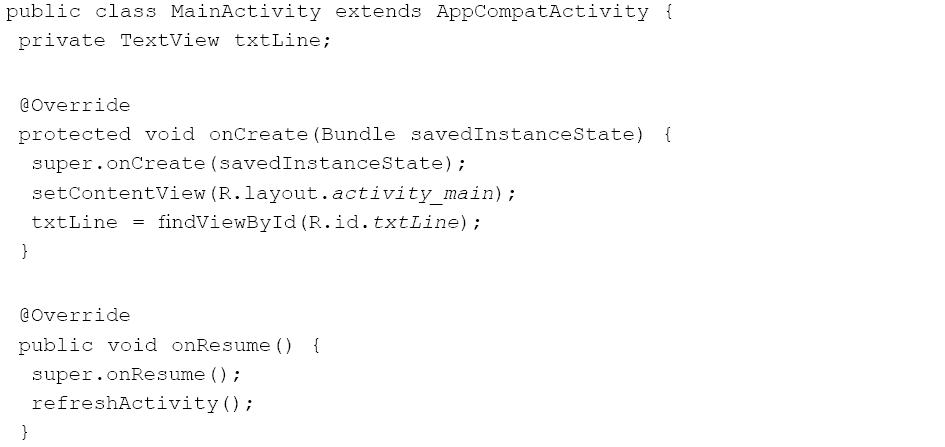 public class MainActivity extends AppCompatActivity {
private TextView txtLine;
@Override
protected void onCreate(Bundle savedInstanceState) {
super.onCreate(savedInstanceState);
setContentView(R.layout.activity_main);
txtLine = findViewById(R.id.txtLine);
}
@Override
public void onResume() {
super.onResume();
refreshActivity();
}